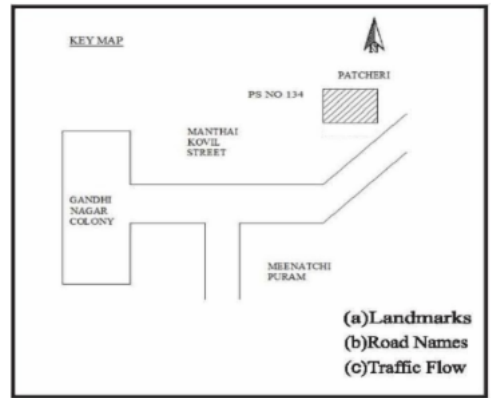 KEY MAP
N
PATCHERI
PS NO 134
MANTHAI
KOVIL
STREET
GANDHI
NAGAR
COLONY
MEENATCHI
PURAM
(a)Landmarks
(b)Road Names
(c)Traffic Flow